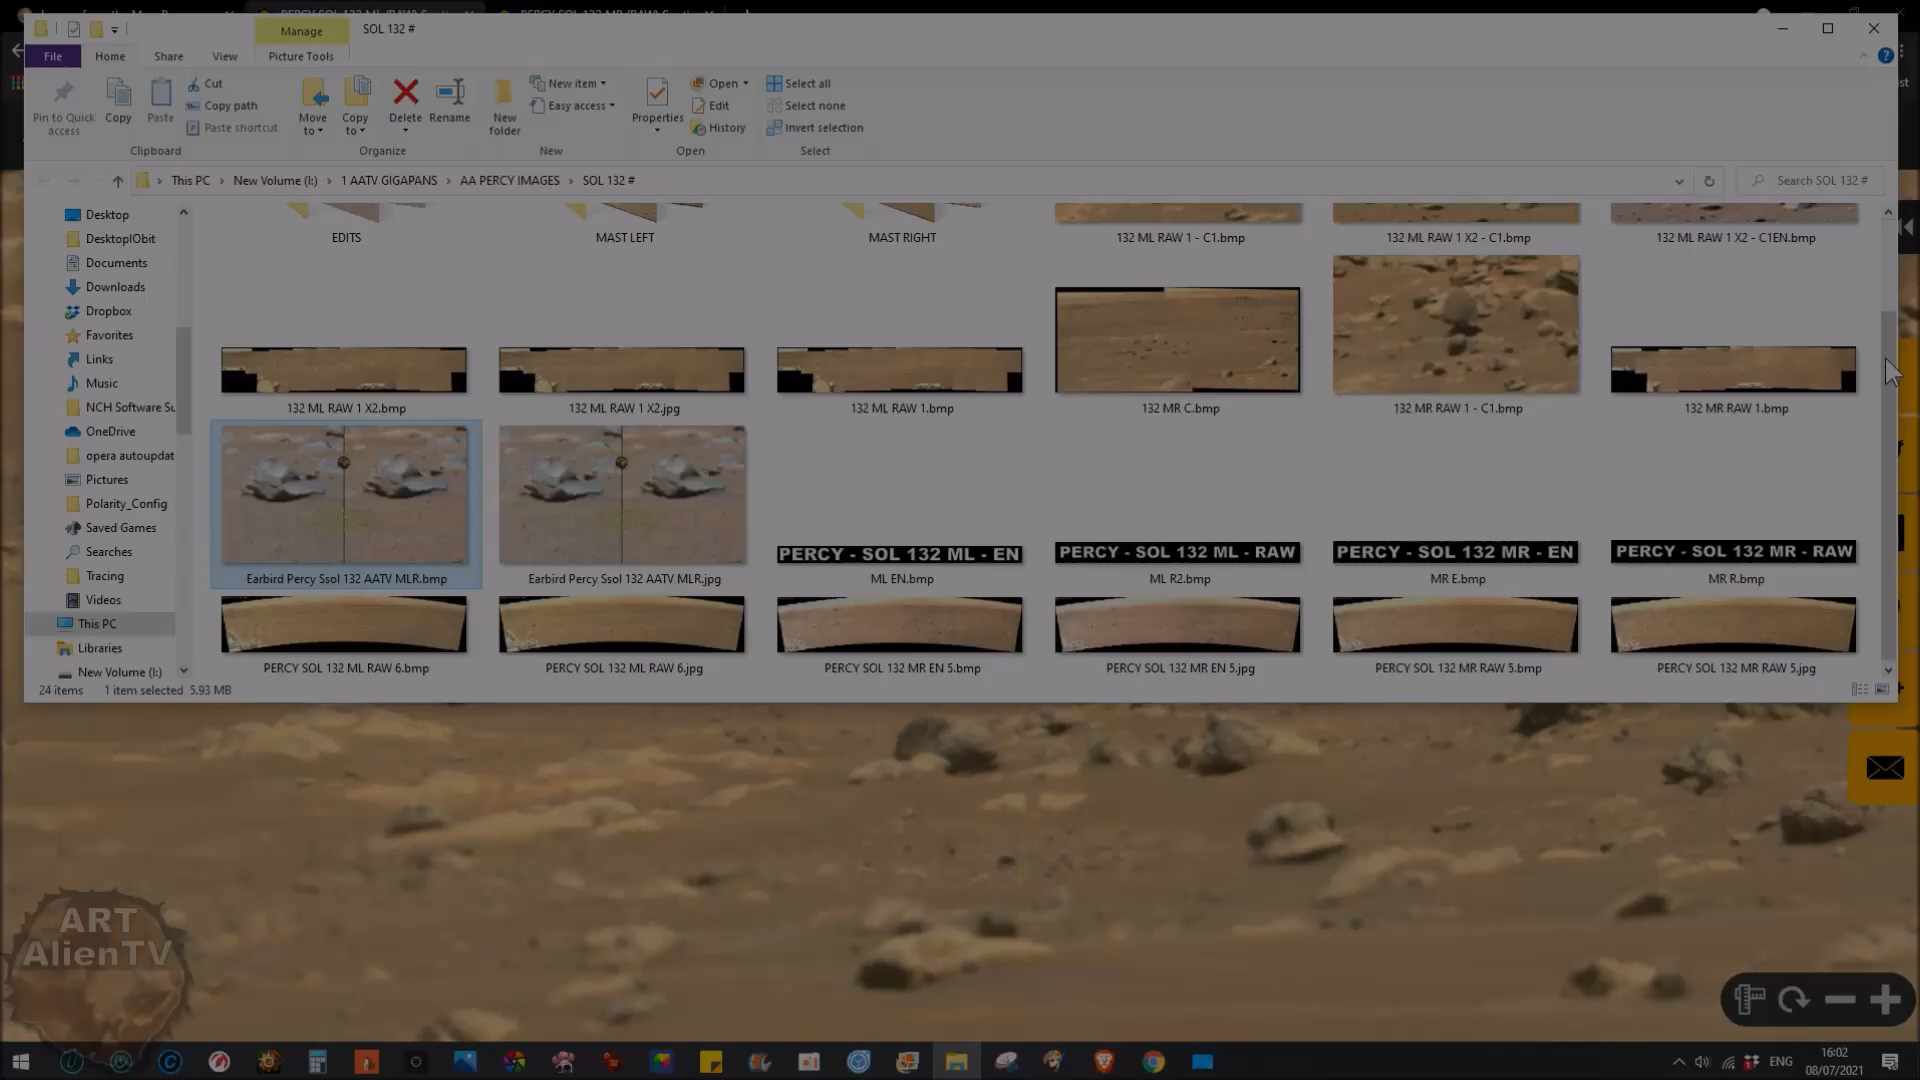 PERCY SOL 132 ML (RAW)
PERCY SOL 132 MR (RAW)
Manage
SOL 132 #
File
Home
Share
View
Picture Tools
Pin to Quick access
Copy
Paste
Cut
Copy path
Paste shortcut
Clipboard
Move to
Copy to
Delete
Rename
Organize
New folder
New item
Easy access
New
Properties
Open
Edit
History
Open
Select all
Select none
Invert selection
Select
This PC
New Volume (I:)
1 AATV GIGAPANS
AA PERCY IMAGES
SOL 132 #
Search SOL 132 #
Desktop
DesktopIObit
Documents
Downloads
Dropbox
Favorites
Links
Music
NCH Software Su
OneDrive
opera autoupdat
Pictures
Polarity_Config
Saved Games
Searches
Tracing
Videos
This PC
Libraries
New Volume (I:)
EDITS
MAST LEFT
MAST RIGHT
132 ML RAW 1 - C1.bmp
132 ML RAW 1 X2 - C1.bmp
132 ML RAW 1 X2 - C1EN.bmp
132 ML RAW 1 X2.bmp
132 ML RAW 1 X2.jpg
132 ML RAW 1.bmp
132 MR C.bmp
132 MR RAW 1 - C1.bmp
132 MR RAW 1.bmp
PERCY - SOL 132 ML - EN
PERCY - SOL 132 ML - RAW
PERCY - SOL 132 MR - EN
PERCY - SOL 132 MR - RAW
Earbird Percy Ssol 132 AATV MLR.bmp
Earbird Percy Ssol 132 AATV MLR.jpg
ML EN.bmp
ML R2.bmp
MR E.bmp
MR R.bmp
PERCY SOL 132 ML RAW 6.bmp
PERCY SOL 132 ML RAW 6.jpg
PERCY SOL 132 MR EN 5.bmp
PERCY SOL 132 MR EN 5.jpg
PERCY SOL 132 MR RAW 5.bmp
PERCY SOL 132 MR RAW 5.jpg
24 items
1 item selected
5.93 MB
ART
AlienTV
ENG
16:02
08/07/2021